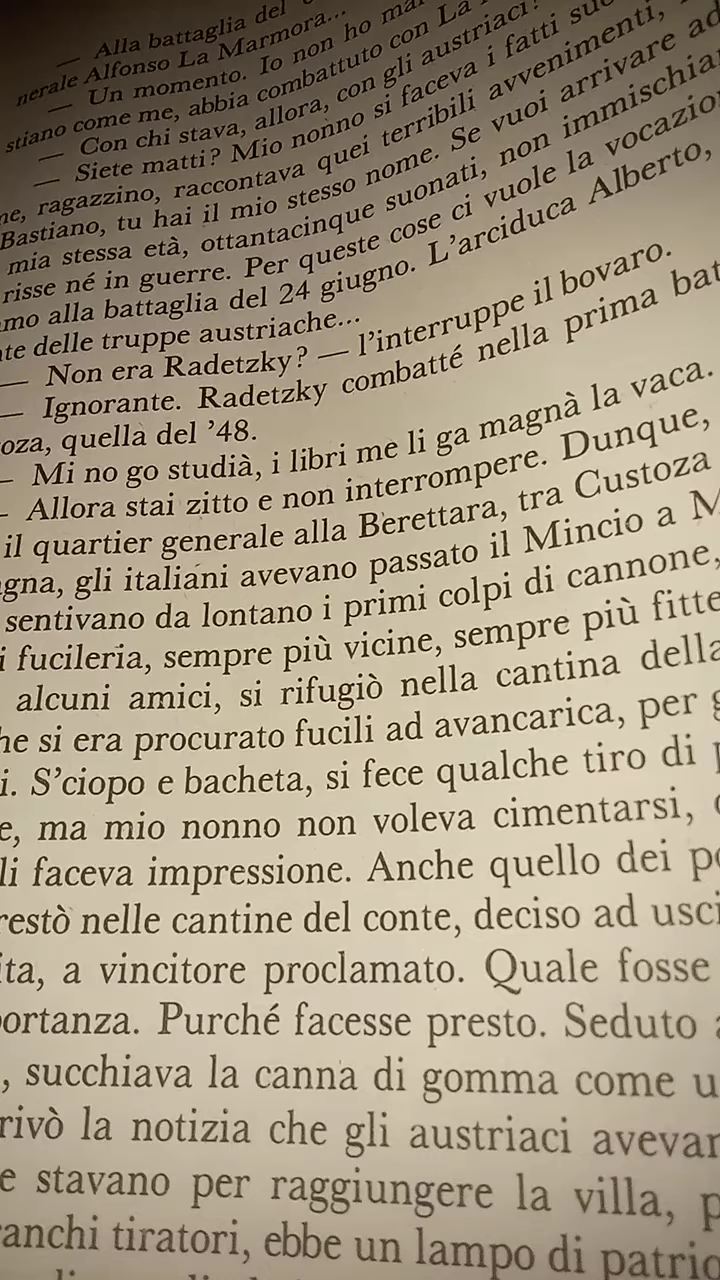 — Alla battaglia del
nerale Alfonso La Marmora...
— Un momento. Io non ho mai
stiano come me, abbia combattuto con La
— Con chi stava, allora, con gli austriaci?
— Siete matti? Mio nonno si faceva i fatti suoi
ne, ragazzino, raccontava quei terribili avvenimenti,
Bastiano, tu hai il mio stesso nome. Se vuoi arrivare ad
mia stessa età, ottantacinque suonati, non immischiar
risse né in guerre. Per queste cose ci vuole la vocazio
mo alla battaglia del 24 giugno. L'arciduca Alberto,
te delle truppe austriache...
— Non era Radetzky? — l'interruppe il bovaro.
— Ignorante. Radetzky combatté nella prima bat
oza, quella del '48.
— Mi no go studià, i libri me li ga magnà la vaca.
— Allora stai zitto e non interrompere. Dunque,
il quartier generale alla Berettara, tra Custoza
gna, gli italiani avevano passato il Mincio a M
sentivano da lontano i primi colpi di cannone,
i fucileria, sempre più vicine, sempre più fitte
alcuni amici, si rifugiò nella cantina della
he si era procurato fucili ad avancarica, per g
i. S'ciopo e bacheta, si fece qualche tiro di p
e, ma mio nonno non voleva cimentarsi,
li faceva impressione. Anche quello dei po
restò nelle cantine del conte, deciso ad usci
ita, a vincitore proclamato. Quale fosse
portanza. Purché facesse presto. Seduto a
, succhiava la canna di gomma come u
rivò la notizia che gli austriaci avevan
e stavano per raggiungere la villa, p
ranchi tiratori, ebbe un lampo di patrio